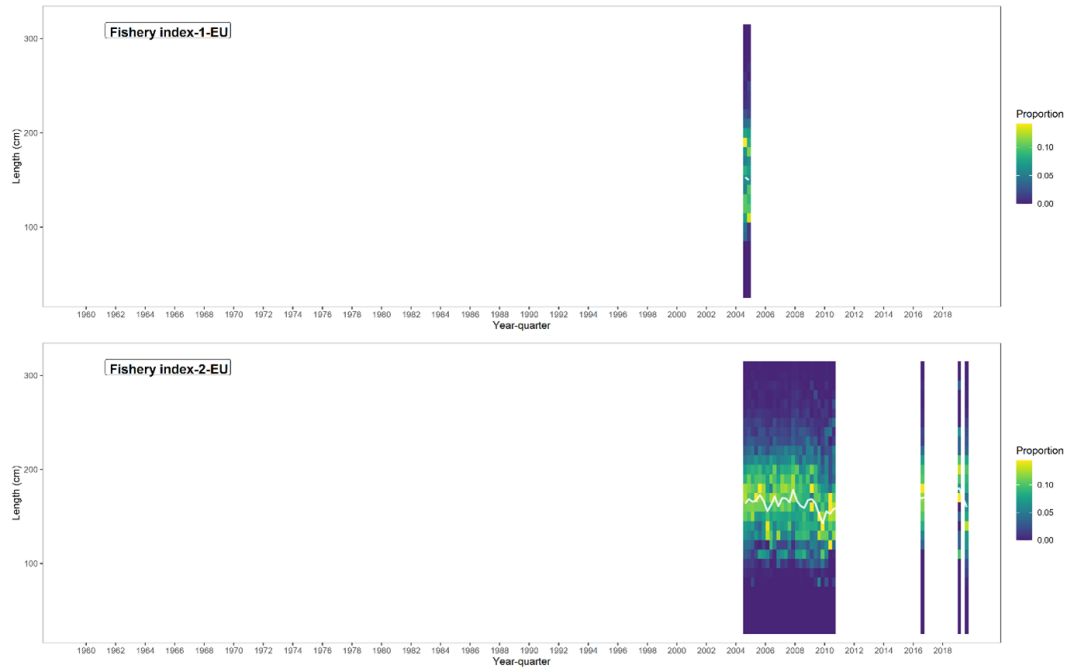 Fishery index-1-EU
300
200
100
Length (cm)
1960 1962 1964 1966 1968 1970 1972 1974 1976 1978 1980 1982 1984 1986 1988 1990 1992 1994 1996 1998 2000 2002 2004 2006 2008 2010 2012 2014 2016 2018
Year-quarter
Proportion
0.10
0.05
0.00
Fishery index-2-EU
300
200
100
Length (cm)
1960 1962 1964 1966 1968 1970 1972 1974 1976 1978 1980 1982 1984 1986 1988 1990 1992 1994 1996 1998 2000 2002 2004 2006 2008 2010 2012 2014 2016 2018
Year-quarter
Proportion
0.10
0.05
0.00